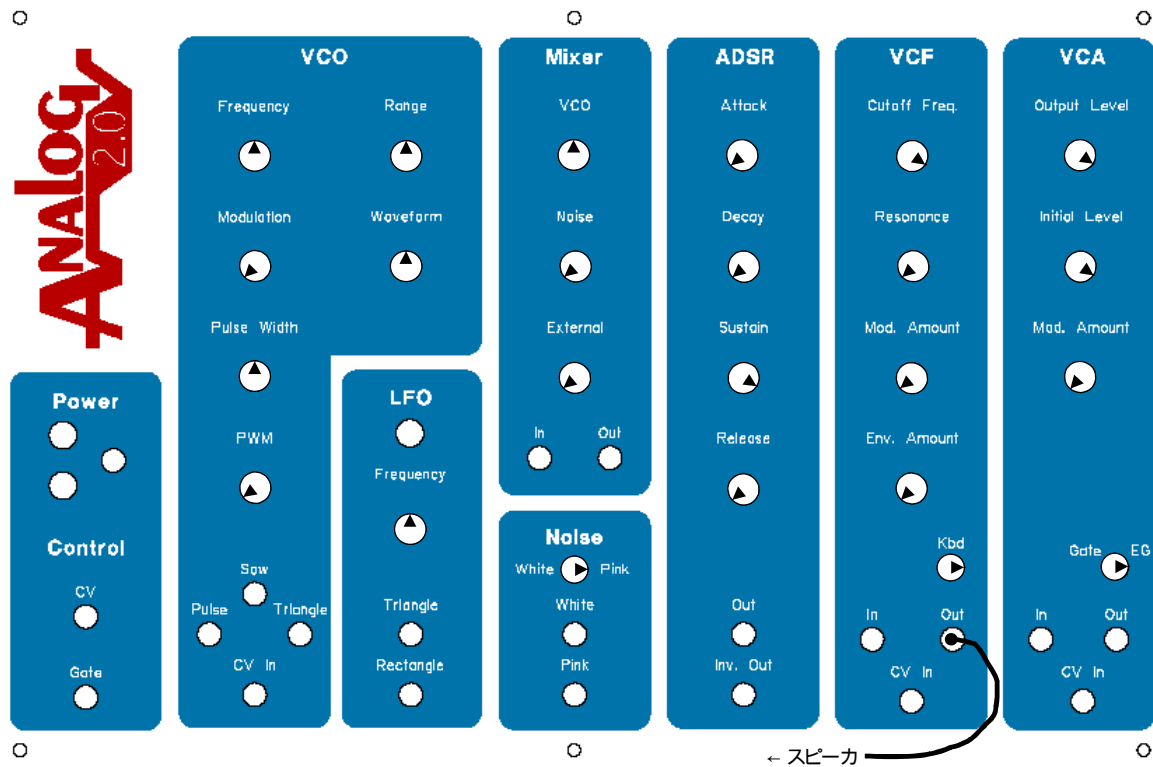 ANALOG
2.0
VCO
Frequency
Range
Modulation
Waveform
Pulse Width
PWM
Saw
Pulse
Triangle
CV In
LFO
Frequency
Triangle
Rectangle
Mixer
VCO
Noise
External
In
Out
Noise
White
Pink
White
Pink
ADSR
Attack
Decay
Sustain
Release
Out
Inv. Out
VCF
Cutoff Freq.
Resonance
Mod. Amount
Env. Amount
Kbd
In
Out
CV In
VCA
Output Level
Initial Level
Mod. Amount
Gate
EG
In
Out
CV In
Power
Control
CV
Gate
← スピーカ